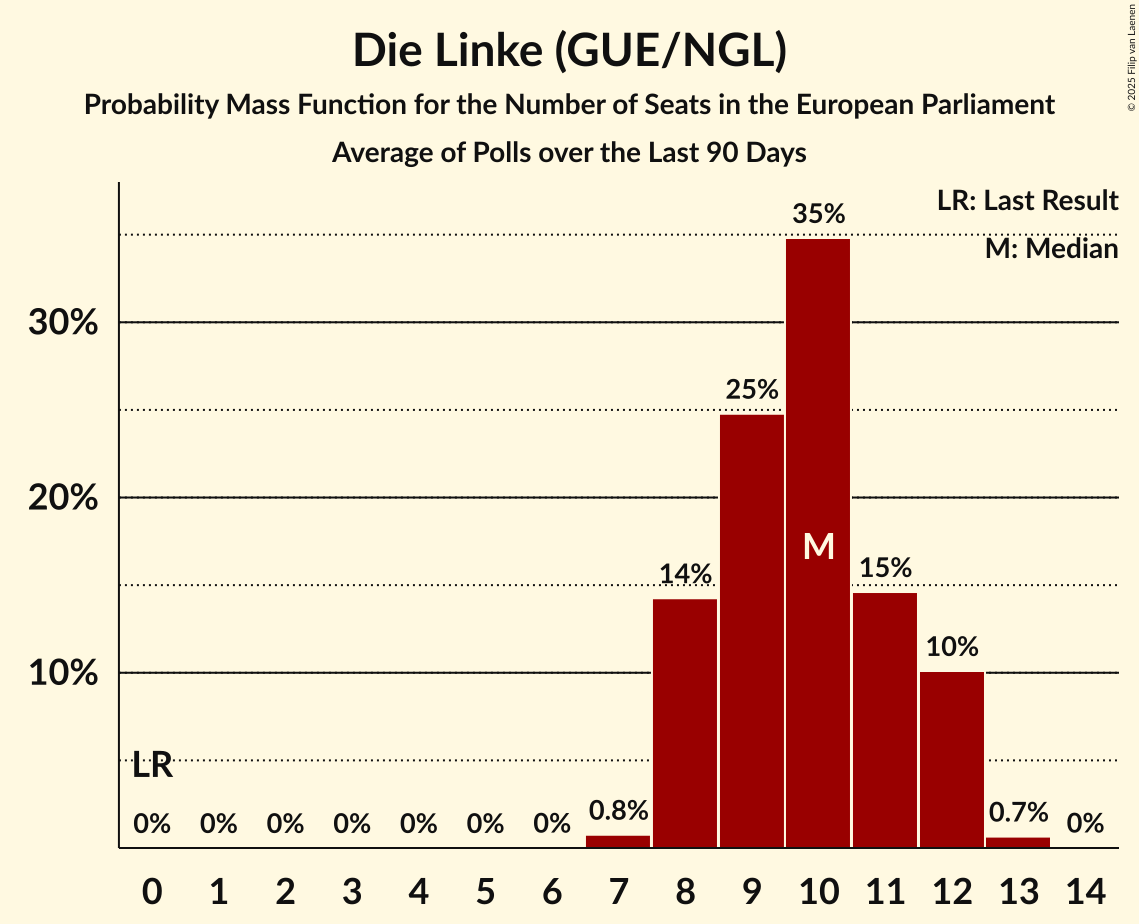 Die Linke (GUE/NGL)
Probability Mass Function for the Number of Seats in the European Parliament
Average of Polls over the Last 90 Days
© 2025 Filip van Laenen
LR: Last Result
M: Median
35%
30%
25%
20%
M
15%
14%
10%
10%
LR
0% 0% 0% 0% 0% 0% 0% 0.8% 0.7% 0%
0 1 2 3 4 5 6 7 8 9 10 11 12 13 14